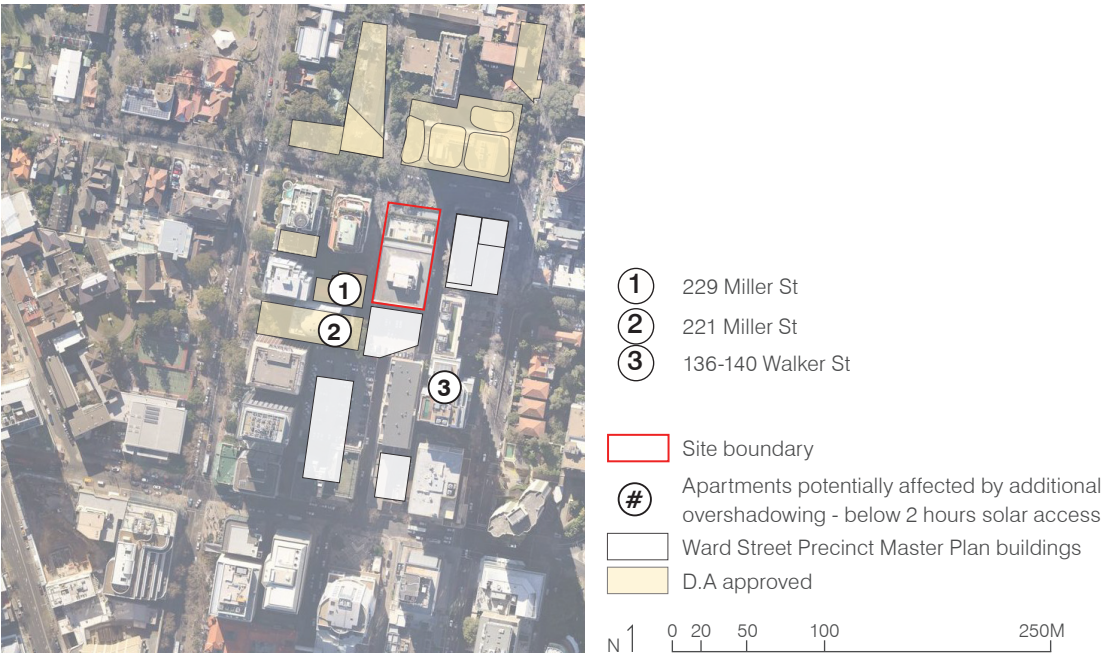 1
2
3
1 229 Miller St
2 221 Miller St
3 136-140 Walker St
Site boundary
# Apartments potentially affected by additional
overshadowing - below 2 hours solar access
Ward Street Precinct Master Plan buildings
D.A approved
N 0 20 50 100 250M